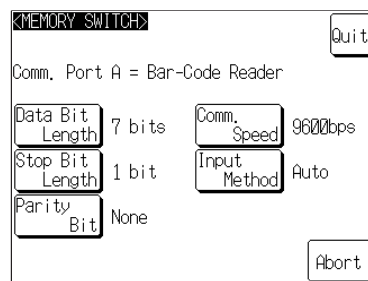 <MEMORY SWITCH>
Quit
Comm. Port A = Bar-Code Reader
Data Bit Length 7 bits
Comm. Speed 9600bps
Stop Bit Length 1 bit
Input Method Auto
Parity Bit None
Abort